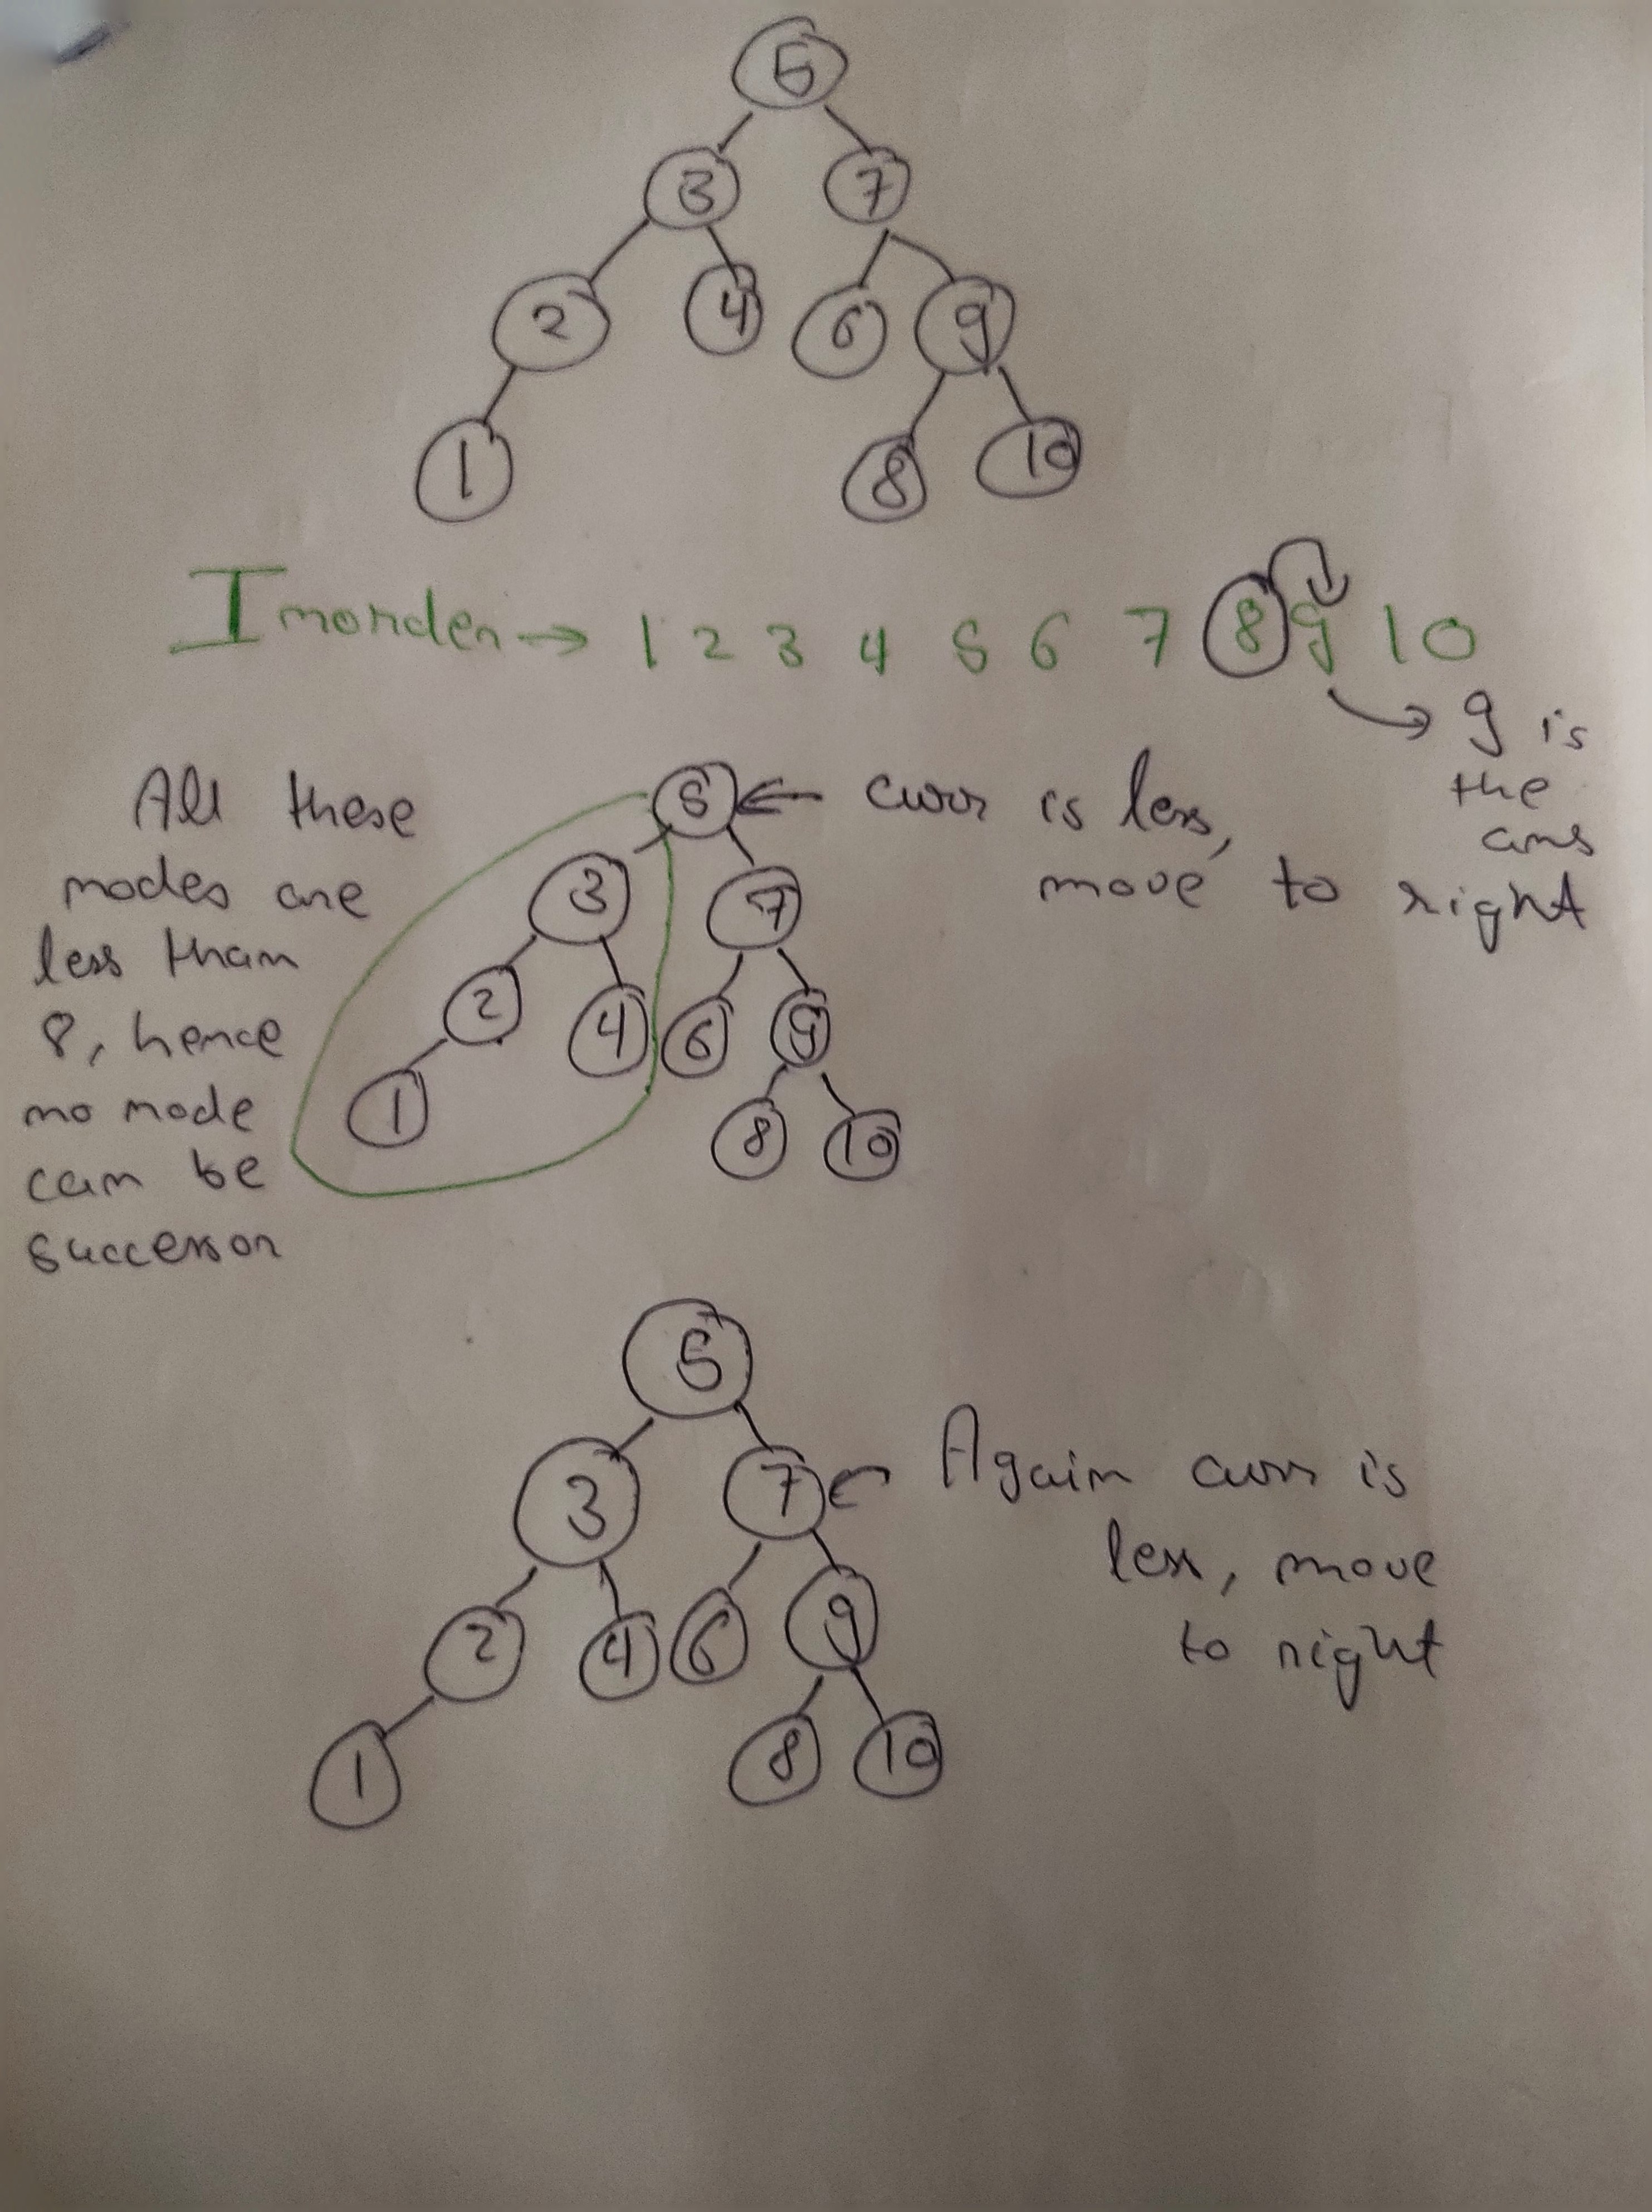 5
3 7
2 4 6 9
1 8 10
Inorder → 1 2 3 4 5 6 7 8 9 10
→ 9 is
the
ans
All these
nodes are
less than
8, hence
no node
can be
successor
5 ← curr is less,
move to right
3 7
2 4 6 9
1 8 10
5
3 7 ← Again curr is
less, move
to right
2 4 6 9
1 8 10